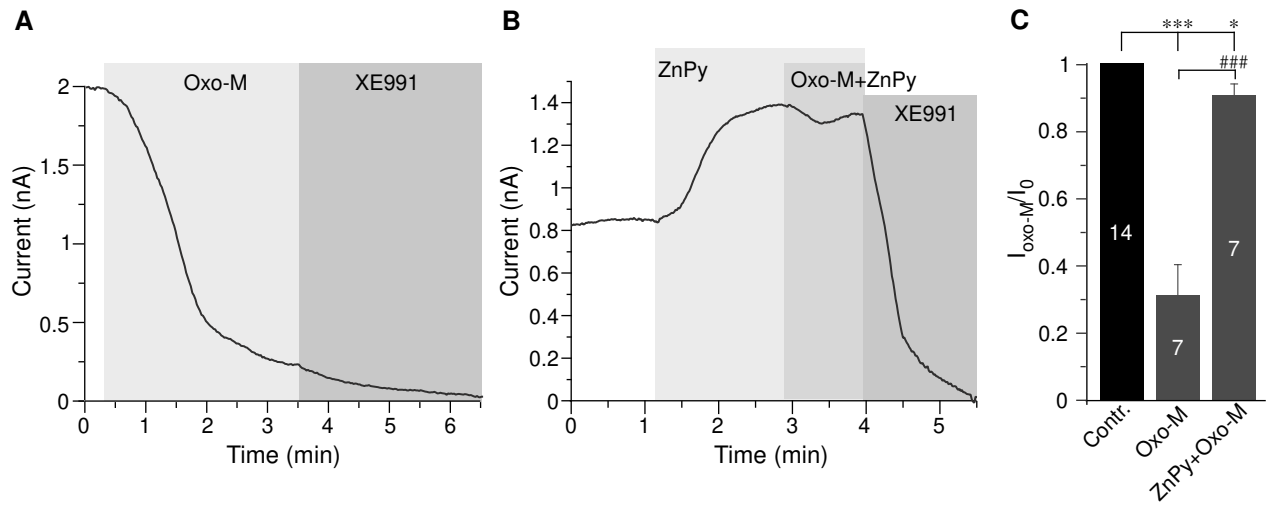 A
Oxo-M
XE991
2
1.5
1
0.5
0
Current (nA)
0 1 2 3 4 5 6
Time (min)
B
ZnPy
Oxo-M+ZnPy
XE991
1.4
1.2
1
0.8
0.6
0.4
0.2
0
Current (nA)
0 1 2 3 4 5
Time (min)
C
*** *
###
1
0.8
0.6
0.4
0.2
0
Ioxo-M/I0
14
7
7
Contr.
Oxo-M
ZnPy+Oxo-M